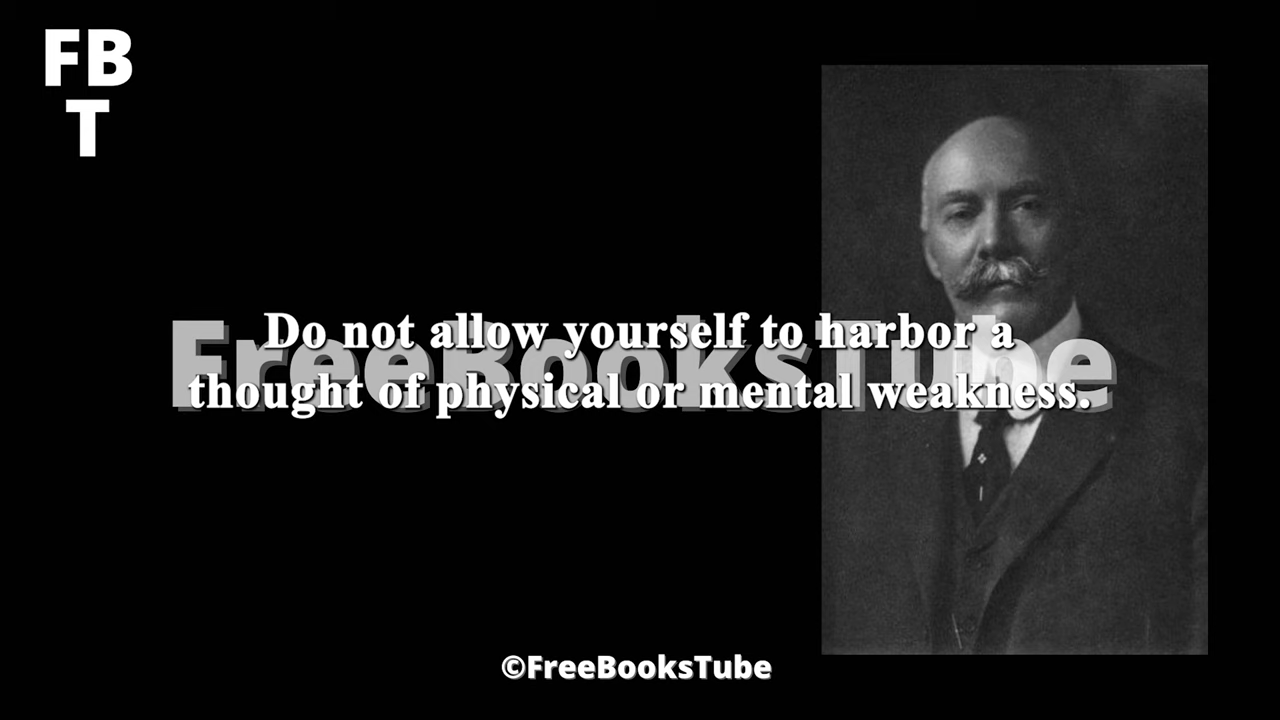 FB
T
Do not allow yourself to harbor a
thought of physical or mental weakness.
FreeBooksTube
©FreeBooksTube